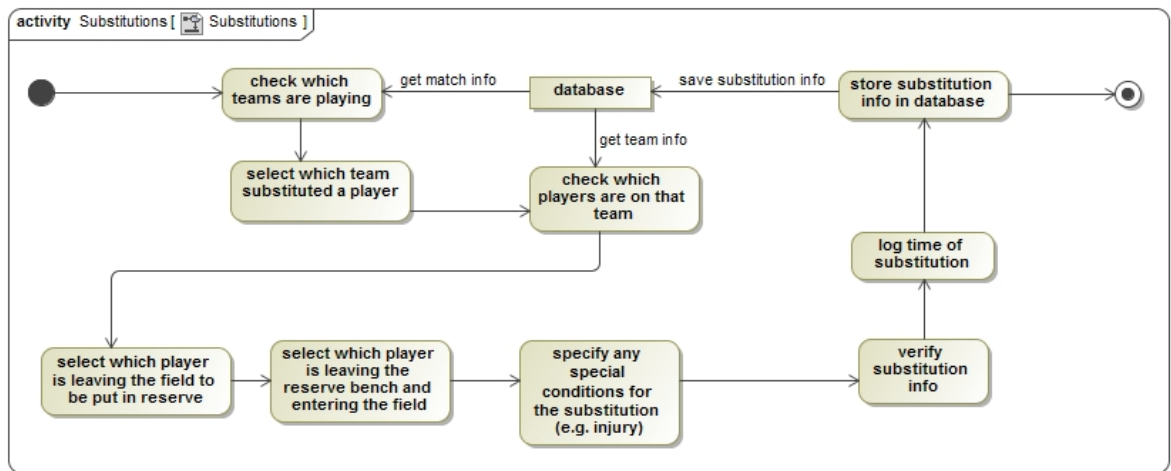 activity Substitutions [ Substitutions ]
check which
teams are playing
get match info
database
save substitution info
store substitution
info in database
get team info
select which team
substituted a player
check which
players are on that
team
log time of
substitution
select which player
is leaving the field to
be put in reserve
select which player
is leaving the
reserve bench and
entering the field
specify any
special
conditions for
the substitution
(e.g. injury)
verify
substitution
info